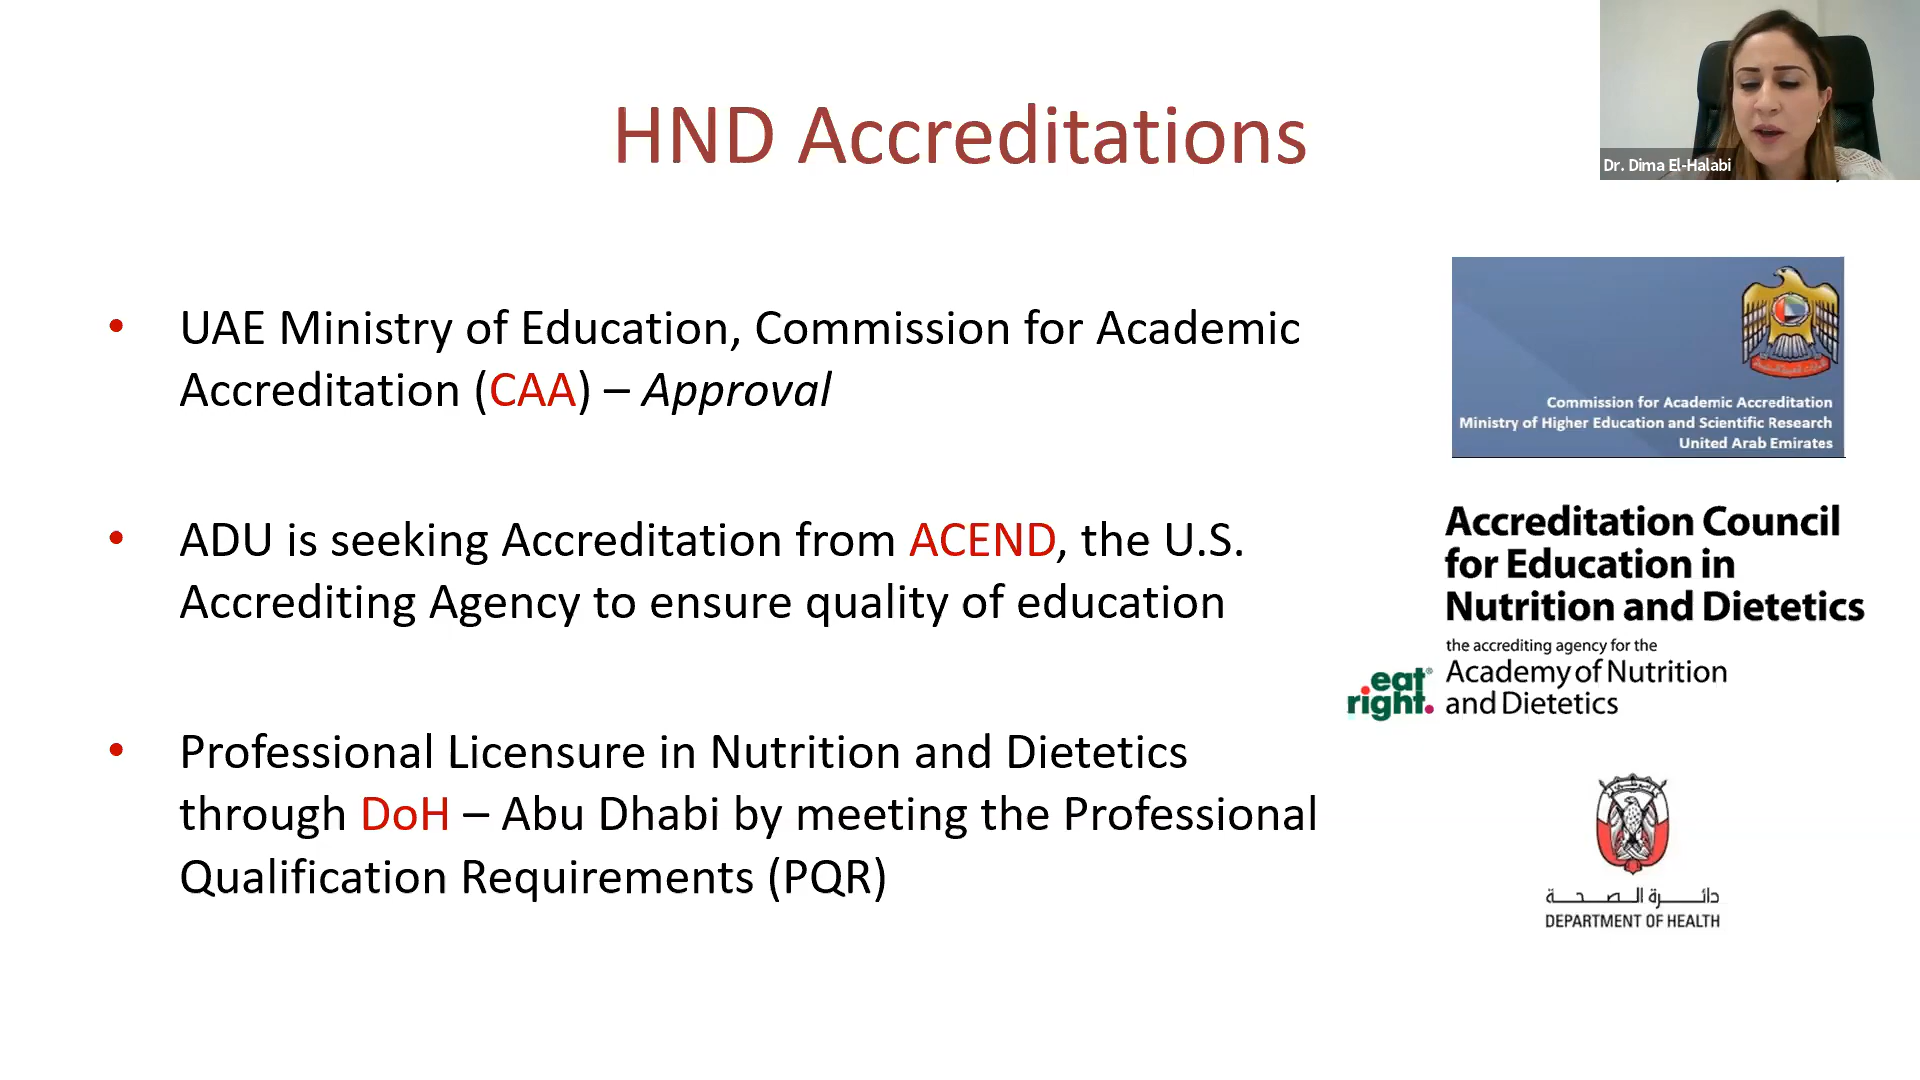 HND Accreditations
Dr. Dima El-Halabi
• UAE Ministry of Education, Commission for Academic
Accreditation (CAA) – Approval
• ADU is seeking Accreditation from ACEND, the U.S.
Accrediting Agency to ensure quality of education
• Professional Licensure in Nutrition and Dietetics
through DoH – Abu Dhabi by meeting the Professional
Qualification Requirements (PQR)
Commission for Academic Accreditation
Ministry of Higher Education and Scientific Research
United Arab Emirates
Accreditation Council
for Education in
Nutrition and Dietetics
the accrediting agency for the
eat® Academy of Nutrition
right. and Dietetics
دائرة الصحة
DEPARTMENT OF HEALTH